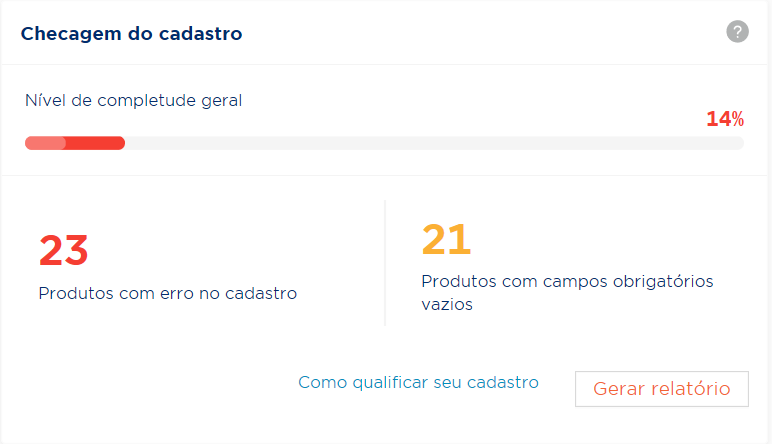 Checagem do cadastro
?
Nível de completude geral
14%
23
Produtos com erro no cadastro
21
Produtos com campos obrigatórios
vazios
Como qualificar seu cadastro
Gerar relatório